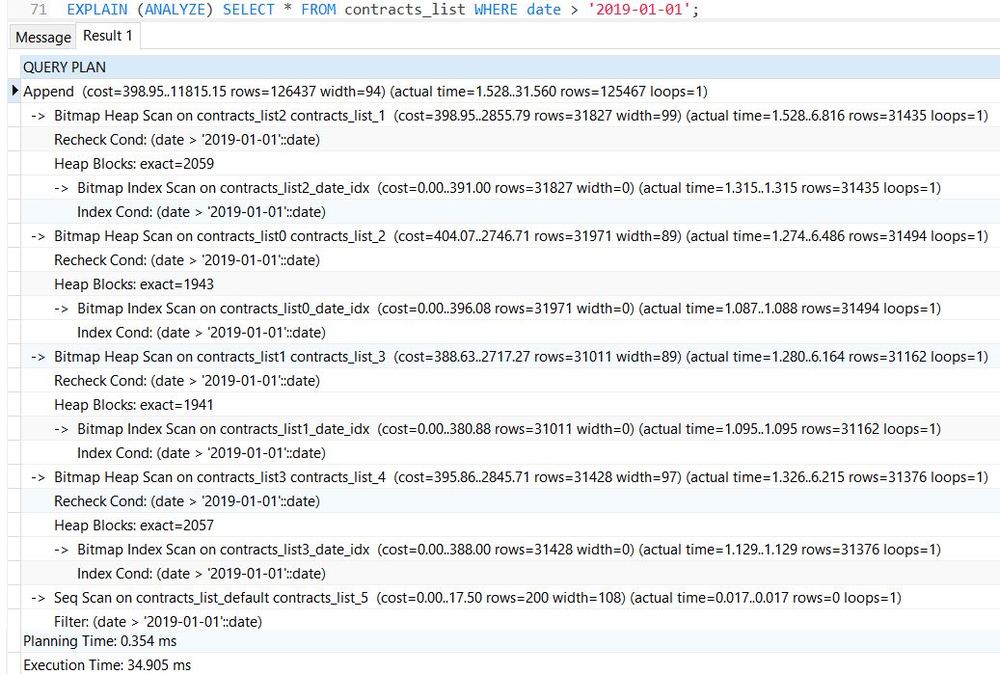 71 EXPLAIN (ANALYZE) SELECT * FROM contracts_list WHERE date > '2019-01-01';
Message Result 1
QUERY PLAN
Append (cost=398.95..11815.15 rows=126437 width=94) (actual time=1.528..31.560 rows=125467 loops=1)
-> Bitmap Heap Scan on contracts_list2 contracts_list_1 (cost=398.95..2855.79 rows=31827 width=99) (actual time=1.528..6.816 rows=31435 loops=1)
Recheck Cond: (date > '2019-01-01'::date)
Heap Blocks: exact=2059
-> Bitmap Index Scan on contracts_list2_date_idx (cost=0.00..391.00 rows=31827 width=0) (actual time=1.315..1.315 rows=31435 loops=1)
Index Cond: (date > '2019-01-01'::date)
-> Bitmap Heap Scan on contracts_list0 contracts_list_2 (cost=404.07..2746.71 rows=31971 width=89) (actual time=1.274..6.486 rows=31494 loops=1)
Recheck Cond: (date > '2019-01-01'::date)
Heap Blocks: exact=1943
-> Bitmap Index Scan on contracts_list0_date_idx (cost=0.00..396.08 rows=31971 width=0) (actual time=1.087..1.088 rows=31494 loops=1)
Index Cond: (date > '2019-01-01'::date)
-> Bitmap Heap Scan on contracts_list1 contracts_list_3 (cost=388.63..2717.27 rows=31011 width=89) (actual time=1.280..6.164 rows=31162 loops=1)
Recheck Cond: (date > '2019-01-01'::date)
Heap Blocks: exact=1941
-> Bitmap Index Scan on contracts_list1_date_idx (cost=0.00..380.88 rows=31011 width=0) (actual time=1.095..1.095 rows=31162 loops=1)
Index Cond: (date > '2019-01-01'::date)
-> Bitmap Heap Scan on contracts_list3 contracts_list_4 (cost=395.86..2845.71 rows=31428 width=97) (actual time=1.326..6.215 rows=31376 loops=1)
Recheck Cond: (date > '2019-01-01'::date)
Heap Blocks: exact=2057
-> Bitmap Index Scan on contracts_list3_date_idx (cost=0.00..388.00 rows=31428 width=0) (actual time=1.129..1.129 rows=31376 loops=1)
Index Cond: (date > '2019-01-01'::date)
-> Seq Scan on contracts_list_default contracts_list_5 (cost=0.00..17.50 rows=200 width=108) (actual time=0.017..0.017 rows=0 loops=1)
Filter: (date > '2019-01-01'::date)
Planning Time: 0.354 ms
Execution Time: 34.905 ms